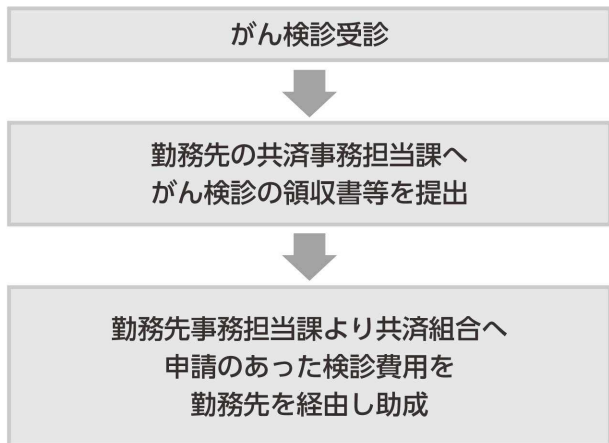 がん検診受診
勤務先の共済事務担当課へ
がん検診の領収書等を提出
勤務先事務担当課より共済組合へ
申請のあった検診費用を
勤務先を経由し助成